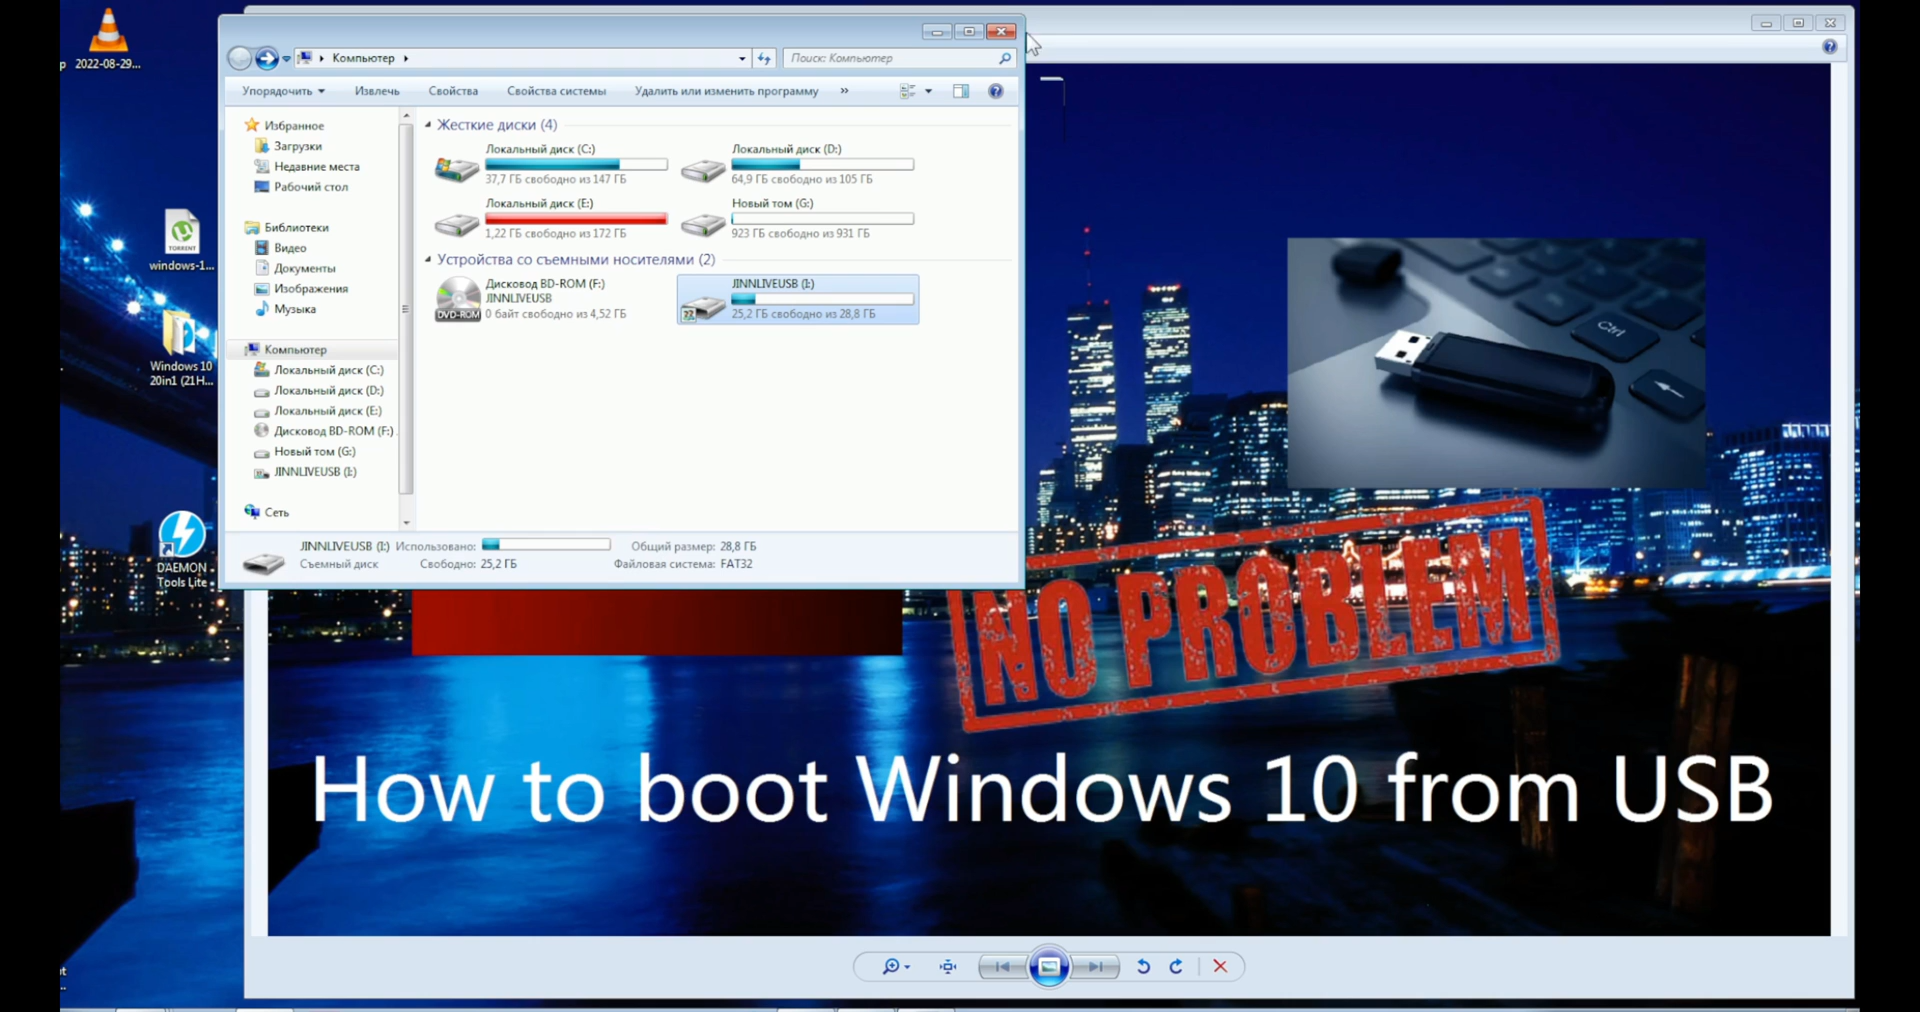 2022-08-29...
windows-1...
Windows 10
20in1 (21H...
DAEMON
Tools Lite
Компьютер
Поиск: Компьютер
Упорядочить
Извлечь
Свойства
Свойства системы
Удалить или изменить программу
»
Избранное
Загрузки
Недавние места
Рабочий стол
Библиотеки
Видео
Документы
Изображения
Музыка
Компьютер
Локальный диск (C:)
Локальный диск (D:)
Локальный диск (E:)
Дисковод BD-ROM (F:)
Новый том (G:)
JINNLIVEUSB (I:)
Сеть
Жесткие диски (4)
Локальный диск (C:)
37,7 ГБ свободно из 147 ГБ
Локальный диск (D:)
64,9 ГБ свободно из 105 ГБ
Локальный диск (E:)
1,22 ГБ свободно из 172 ГБ
Новый том (G:)
923 ГБ свободно из 931 ГБ
Устройства со съемными носителями (2)
DVD-ROM
Дисковод BD-ROM (F:)
JINNLIVEUSB
0 байт свободно из 4,52 ГБ
JINNLIVEUSB (I:)
25,2 ГБ свободно из 28,8 ГБ
JINNLIVEUSB (I:) Использовано: Общий размер: 28,8 ГБ
Съемный диск Свободно: 25,2 ГБ Файловая система: FAT32
Ctrl
NO PROBLEM
How to boot Windows 10 from USB